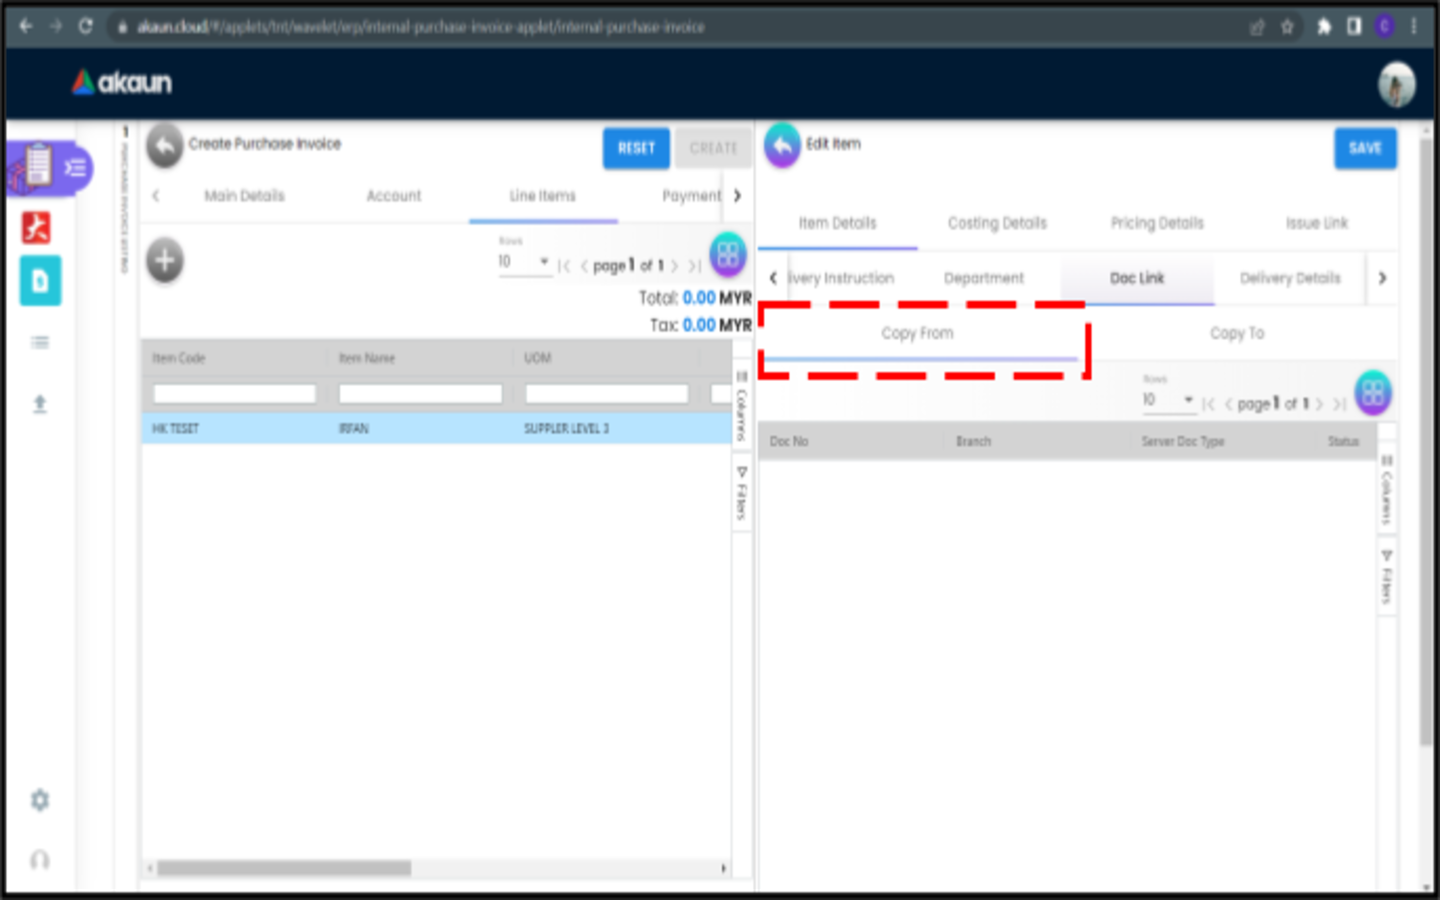 akaun.cloud/#/applets/tnt/wavelet/erp/internal-purchase-invoice-applet/internal-purchase-invoice
C
akaun
1
PURCHASE INVOICE LISTING
Create Purchase Invoice
RESET
CREATE
Main Details
Account
Line Items
Payment
Rows
10
page 1 of 1
Total: 0.00 MYR
Tax: 0.00 MYR
Item Code
Item Name
UOM
HK TESET
IRFAN
SUPPLER LEVEL 3
Columns
Filters
Edit Item
SAVE
Item Details
Costing Details
Pricing Details
Issue Link
ivery Instruction
Department
Doc Link
Delivery Details
Copy From
Copy To
Rows
10
page 1 of 1
Doc No
Branch
Server Doc Type
Status
Columns
Filters